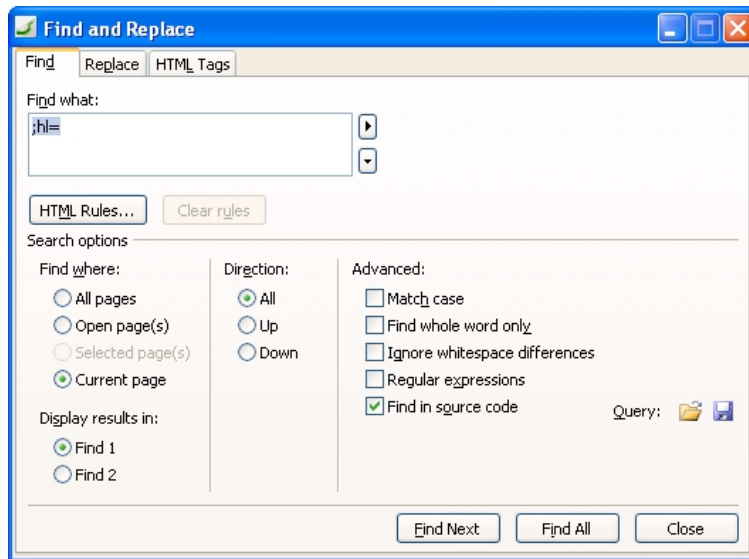 Find and Replace
Find Replace HTML Tags
Find what:
;hl=
HTML Rules... Clear rules
Search options
Find where: Direction: Advanced:
All pages All Match case
Open page(s) Up Find whole word only
Selected page(s) Down Ignore whitespace differences
Current page Regular expressions
Find in source code Query:
Display results in:
Find 1
Find 2
Find Next Find All Close